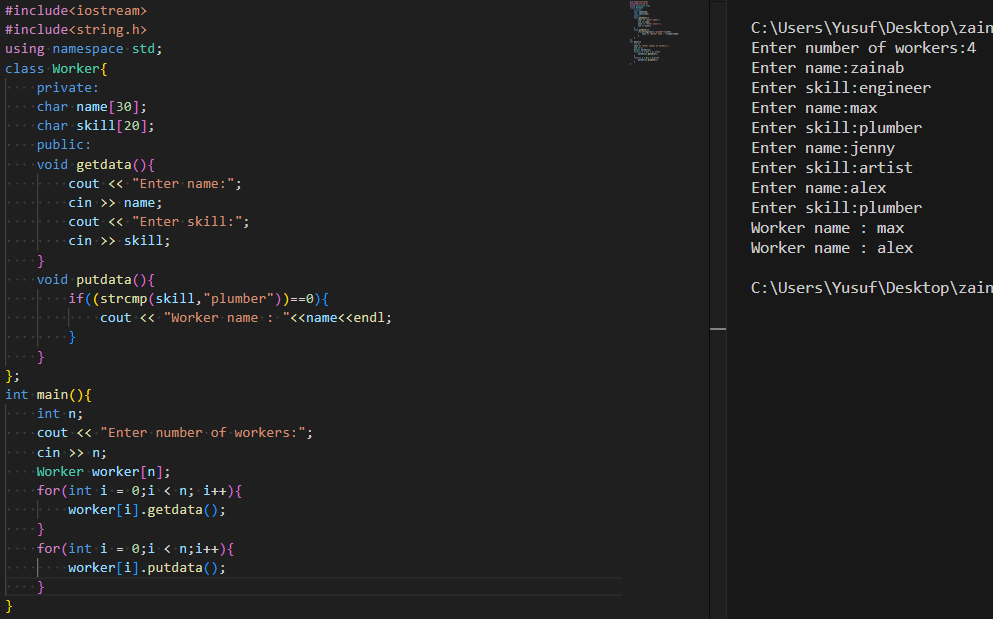 #include<iostream>
#include<string.h>
using namespace std;
class Worker{
    private:
    char name[30];
    char skill[20];
    public:
    void getdata(){
        cout << "Enter name:";
        cin >> name;
        cout << "Enter skill:";
        cin >> skill;
    }
    void putdata(){
        if((strcmp(skill,"plumber"))==0){
            cout << "Worker name : "<<name<<endl;
        }
    }
};
int main(){
    int n;
    cout << "Enter number of workers:";
    cin >> n;
    Worker worker[n];
    for(int i = 0;i < n; i++){
        worker[i].getdata();
    }
    for(int i = 0;i < n;i++){
        worker[i].putdata();
    }
}
C:\Users\Yusuf\Desktop\zain
Enter number of workers:4
Enter name:zainab
Enter skill:engineer
Enter name:max
Enter skill:plumber
Enter name:jenny
Enter skill:artist
Enter name:alex
Enter skill:plumber
Worker name : max
Worker name : alex
C:\Users\Yusuf\Desktop\zain